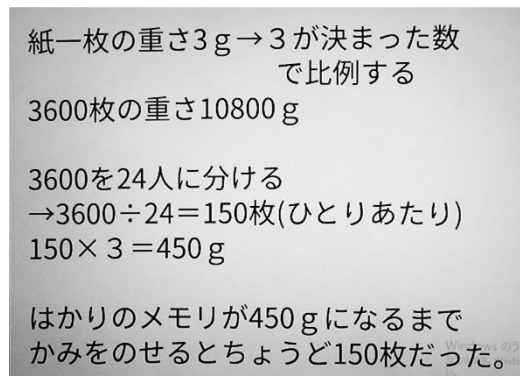 紙一枚の重さ3ｇ→３が決まった数
で比例する
3600枚の重さ10800ｇ
3600を24人に分ける
→3600÷24＝150枚(ひとりあたり)
150×３＝450ｇ
はかりのメモリが450ｇになるまで
かみをのせるとちょうど150枚だった。
Windows のラ